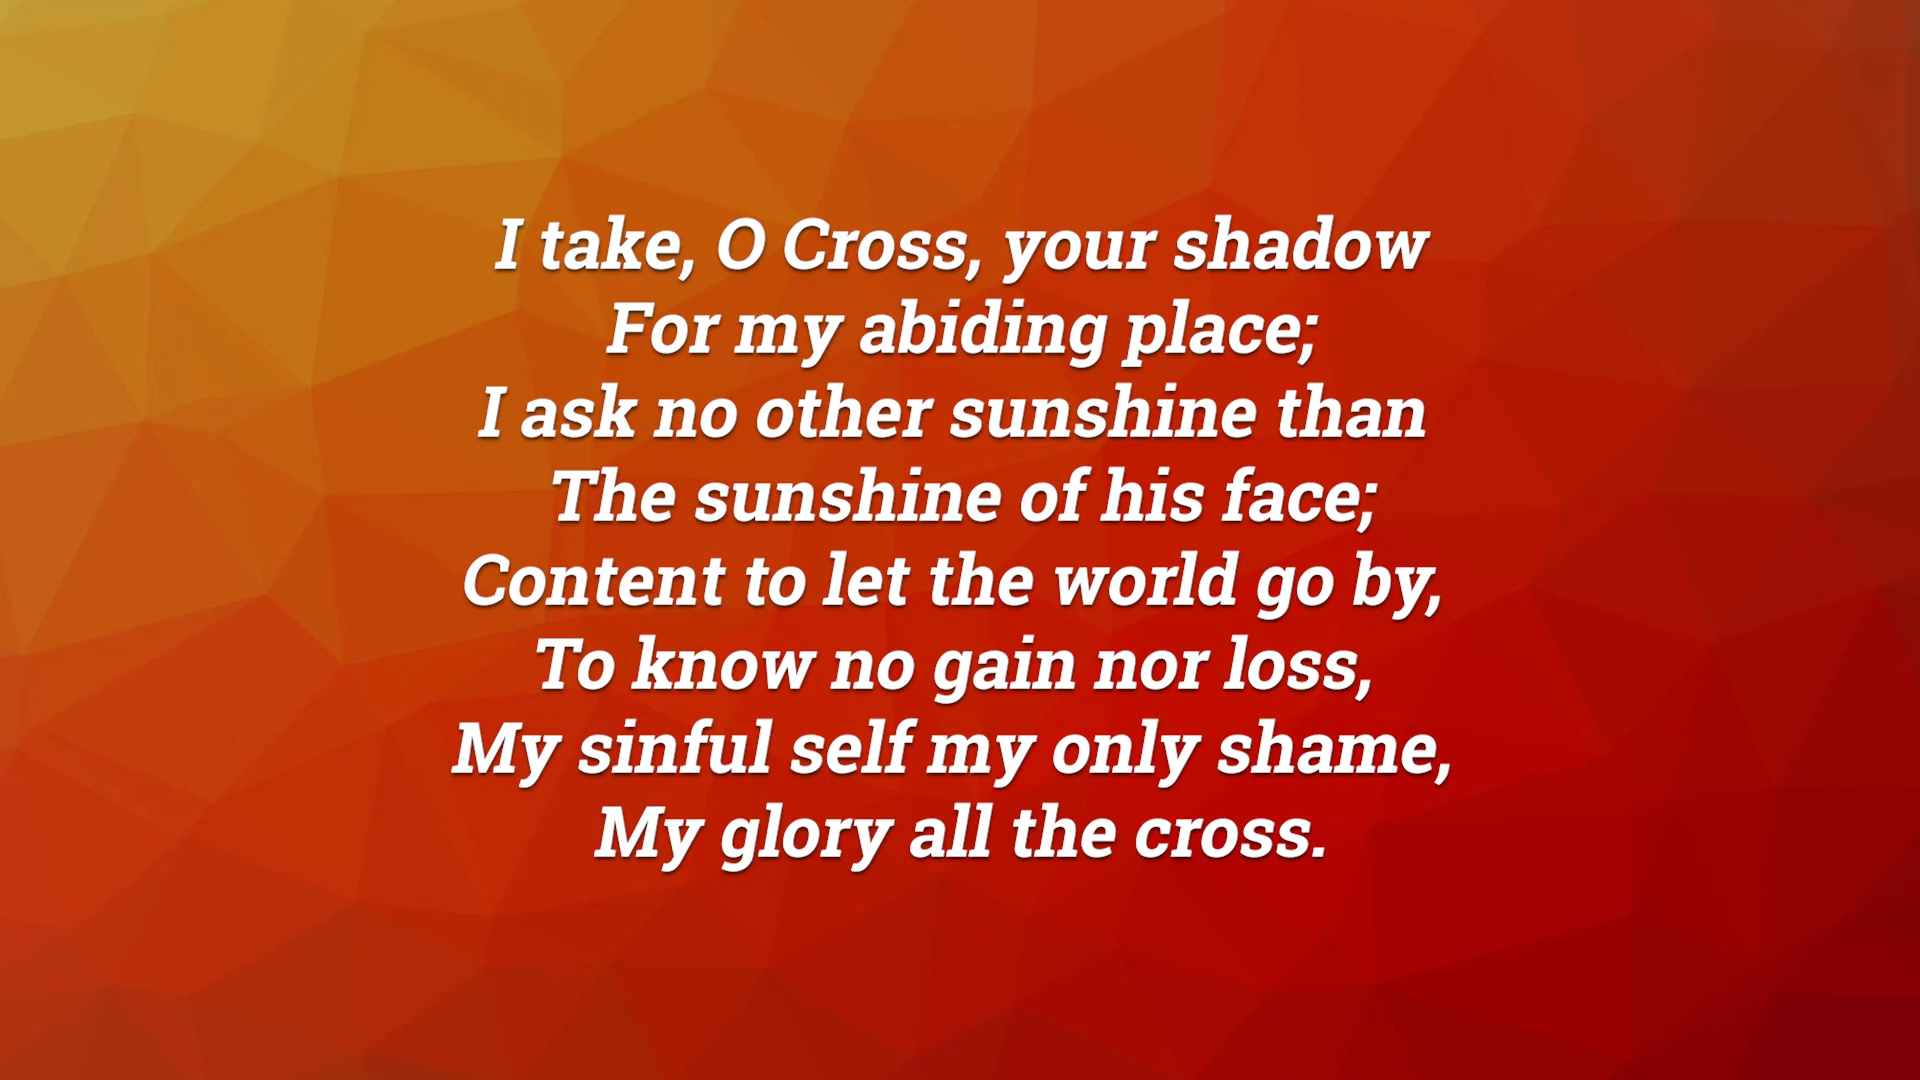 I take, O Cross, your shadow
For my abiding place;
I ask no other sunshine than
The sunshine of his face;
Content to let the world go by,
To know no gain nor loss,
My sinful self my only shame,
My glory all the cross.